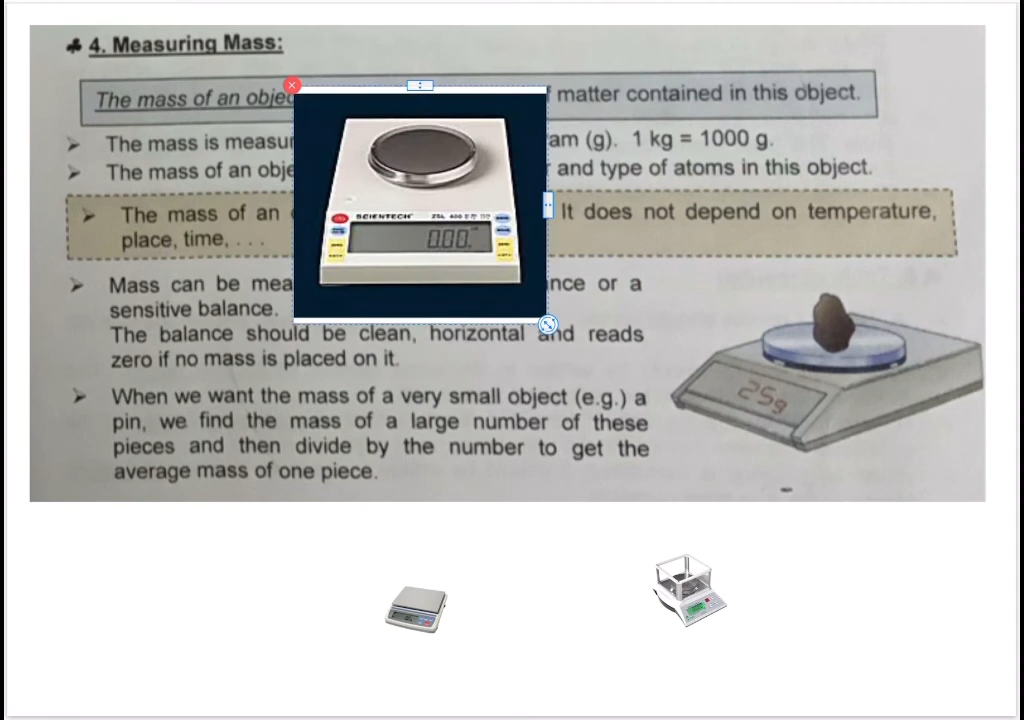 4. Measuring Mass:
The mass of an objec matter contained in this object.
The mass is measur am (g). 1 kg = 1000 g.
The mass of an obje and type of atoms in this object.
The mass of an It does not depend on temperature,
place, time, . . .
SCIENTECH
0.00
Mass can be mea nce or a
sensitive balance.
The balance should be clean, horizontal and reads
zero if no mass is placed on it.
25g
When we want the mass of a very small object (e.g.) a
pin, we find the mass of a large number of these
pieces and then divide by the number to get the
average mass of one piece.